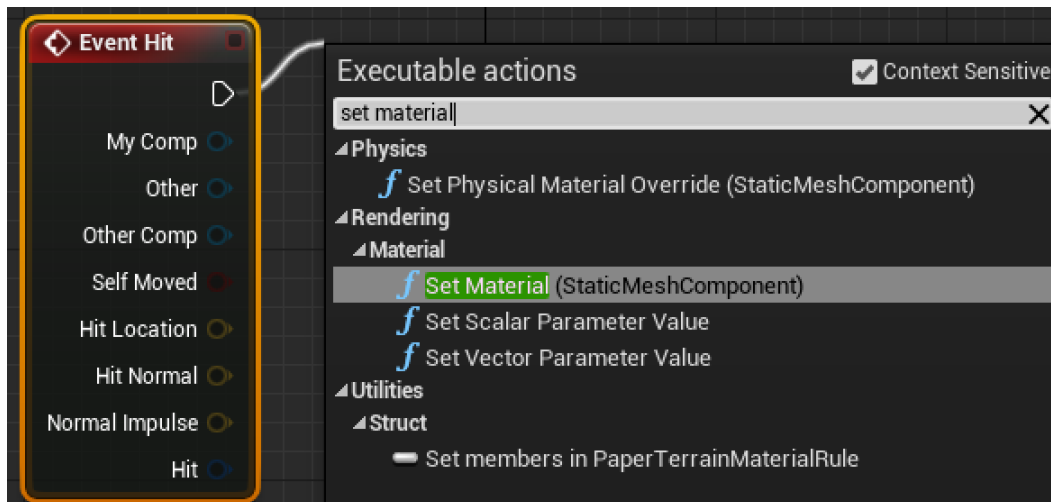 Event Hit
My Comp
Other
Other Comp
Self Moved
Hit Location
Hit Normal
Normal Impulse
Hit
Executable actions
Context Sensitive
set material
Physics
Set Physical Material Override (StaticMeshComponent)
Rendering
Material
Set Material (StaticMeshComponent)
Set Scalar Parameter Value
Set Vector Parameter Value
Utilities
Struct
Set members in PaperTerrainMaterialRule